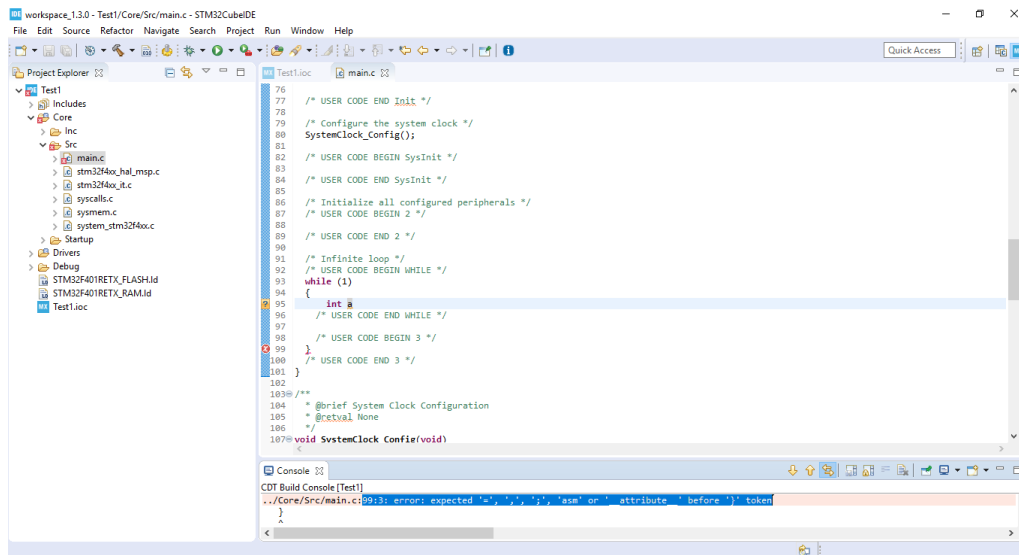 IDE workspace_1.3.0 - Test1/Core/Src/main.c - STM32CubeIDE
File Edit Source Refactor Navigate Search Project Run Window Help
Quick Access
Project Explorer
Test1
Includes
Core
Inc
Src
main.c
stm32f4xx_hal_msp.c
stm32f4xx_it.c
syscalls.c
sysmem.c
system_stm32f4xx.c
Startup
Drivers
Debug
STM32F401RETX_FLASH.ld
STM32F401RETX_RAM.ld
MX Test1.ioc
MX Test1.ioc main.c
76
77 /* USER CODE END Init */
78
79 /* Configure the system clock */
80 SystemClock_Config();
81
82 /* USER CODE BEGIN SysInit */
83
84 /* USER CODE END SysInit */
85
86 /* Initialize all configured peripherals */
87 /* USER CODE BEGIN 2 */
88
89 /* USER CODE END 2 */
90
91 /* Infinite loop */
92 /* USER CODE BEGIN WHILE */
93 while (1)
94 {
95 int a
96 /* USER CODE END WHILE */
97
98 /* USER CODE BEGIN 3 */
99 }
100 /* USER CODE END 3 */
101 }
102
103 /**
104 * @brief System Clock Configuration
105 * @retval None
106 */
107 void SystemClock_Config(void)
Console
CDT Build Console [Test1]
../Core/Src/main.c:99:3: error: expected '=', ',', ';', 'asm' or '__attribute__' before '}' token
}
^